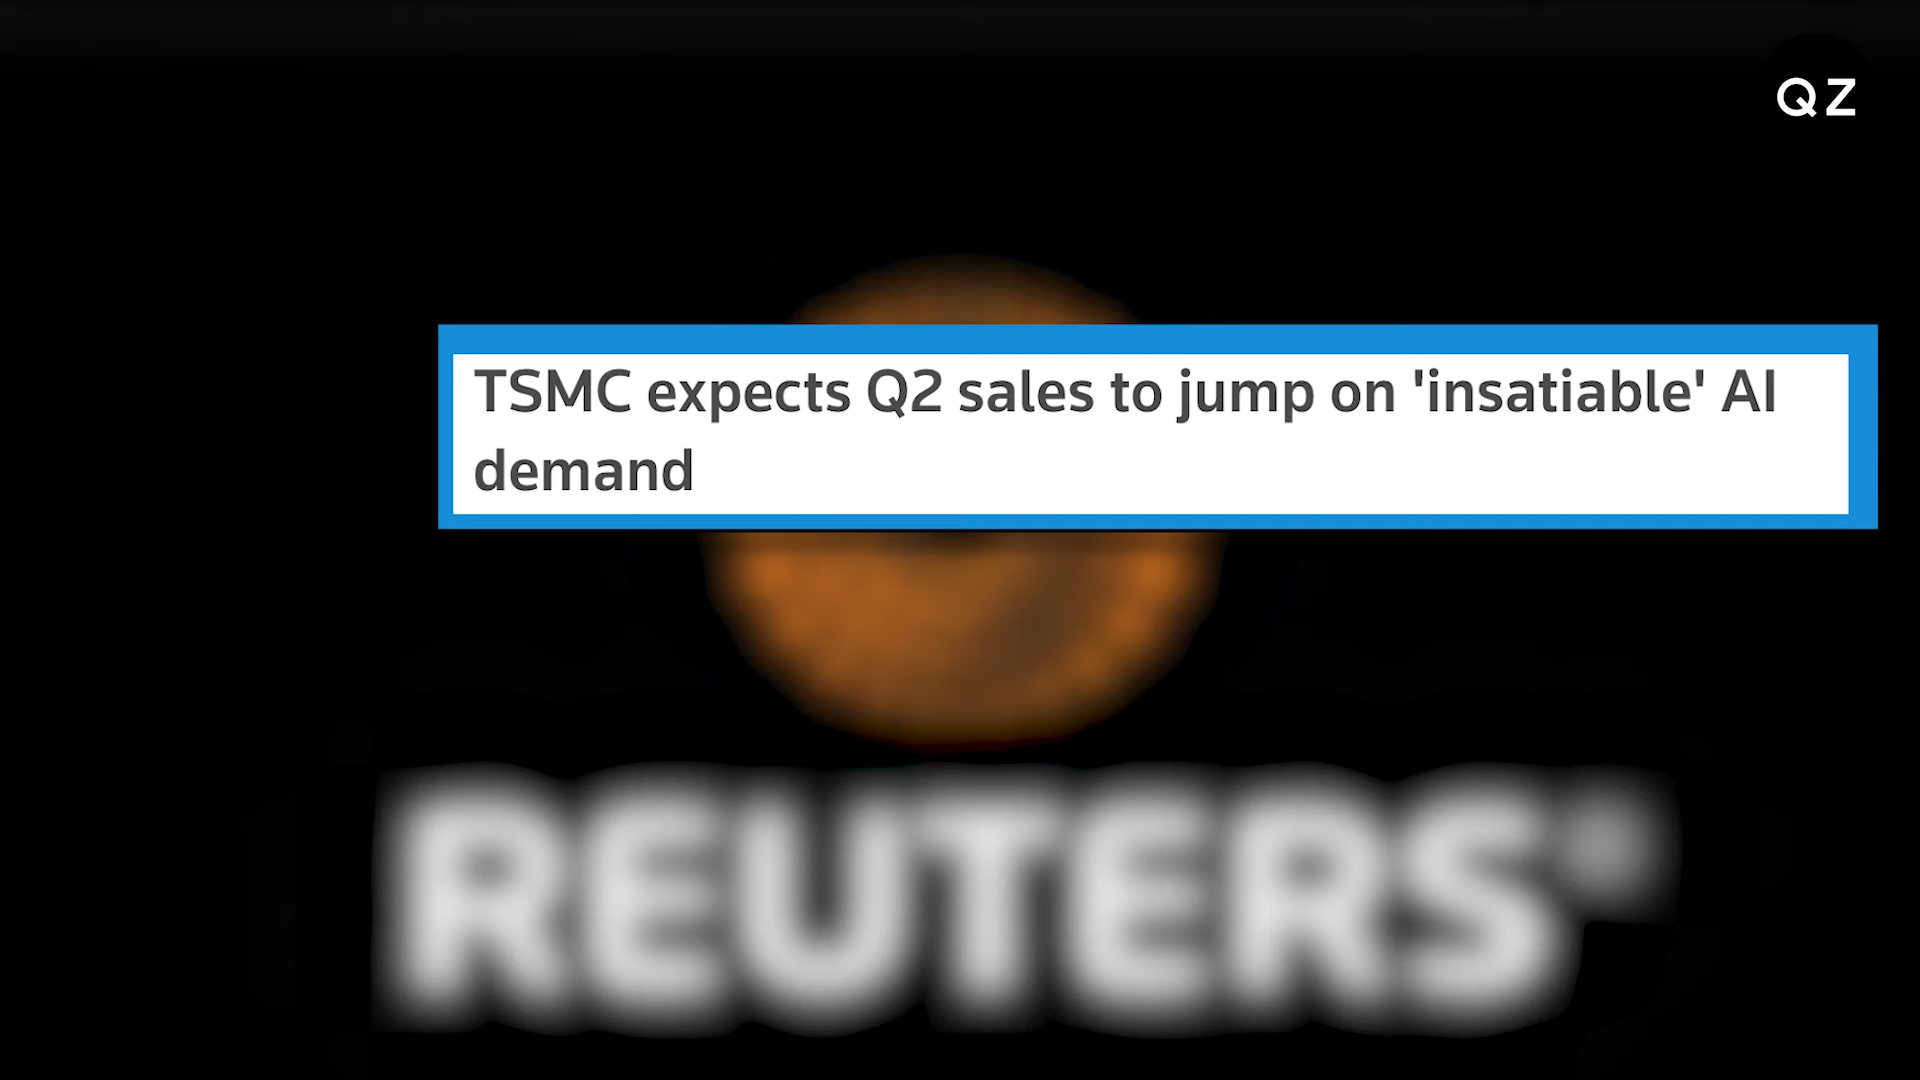 QZ
TSMC expects Q2 sales to jump on 'insatiable' AI
demand
REUTERS®